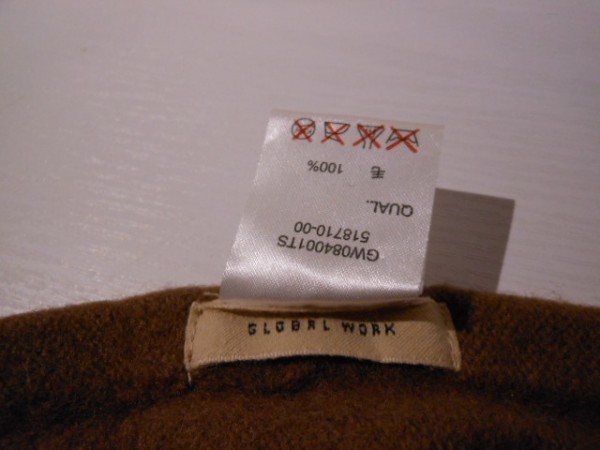 GW084001TS
518710-00
QUAL.
毛 100%
GLOBAL WORK